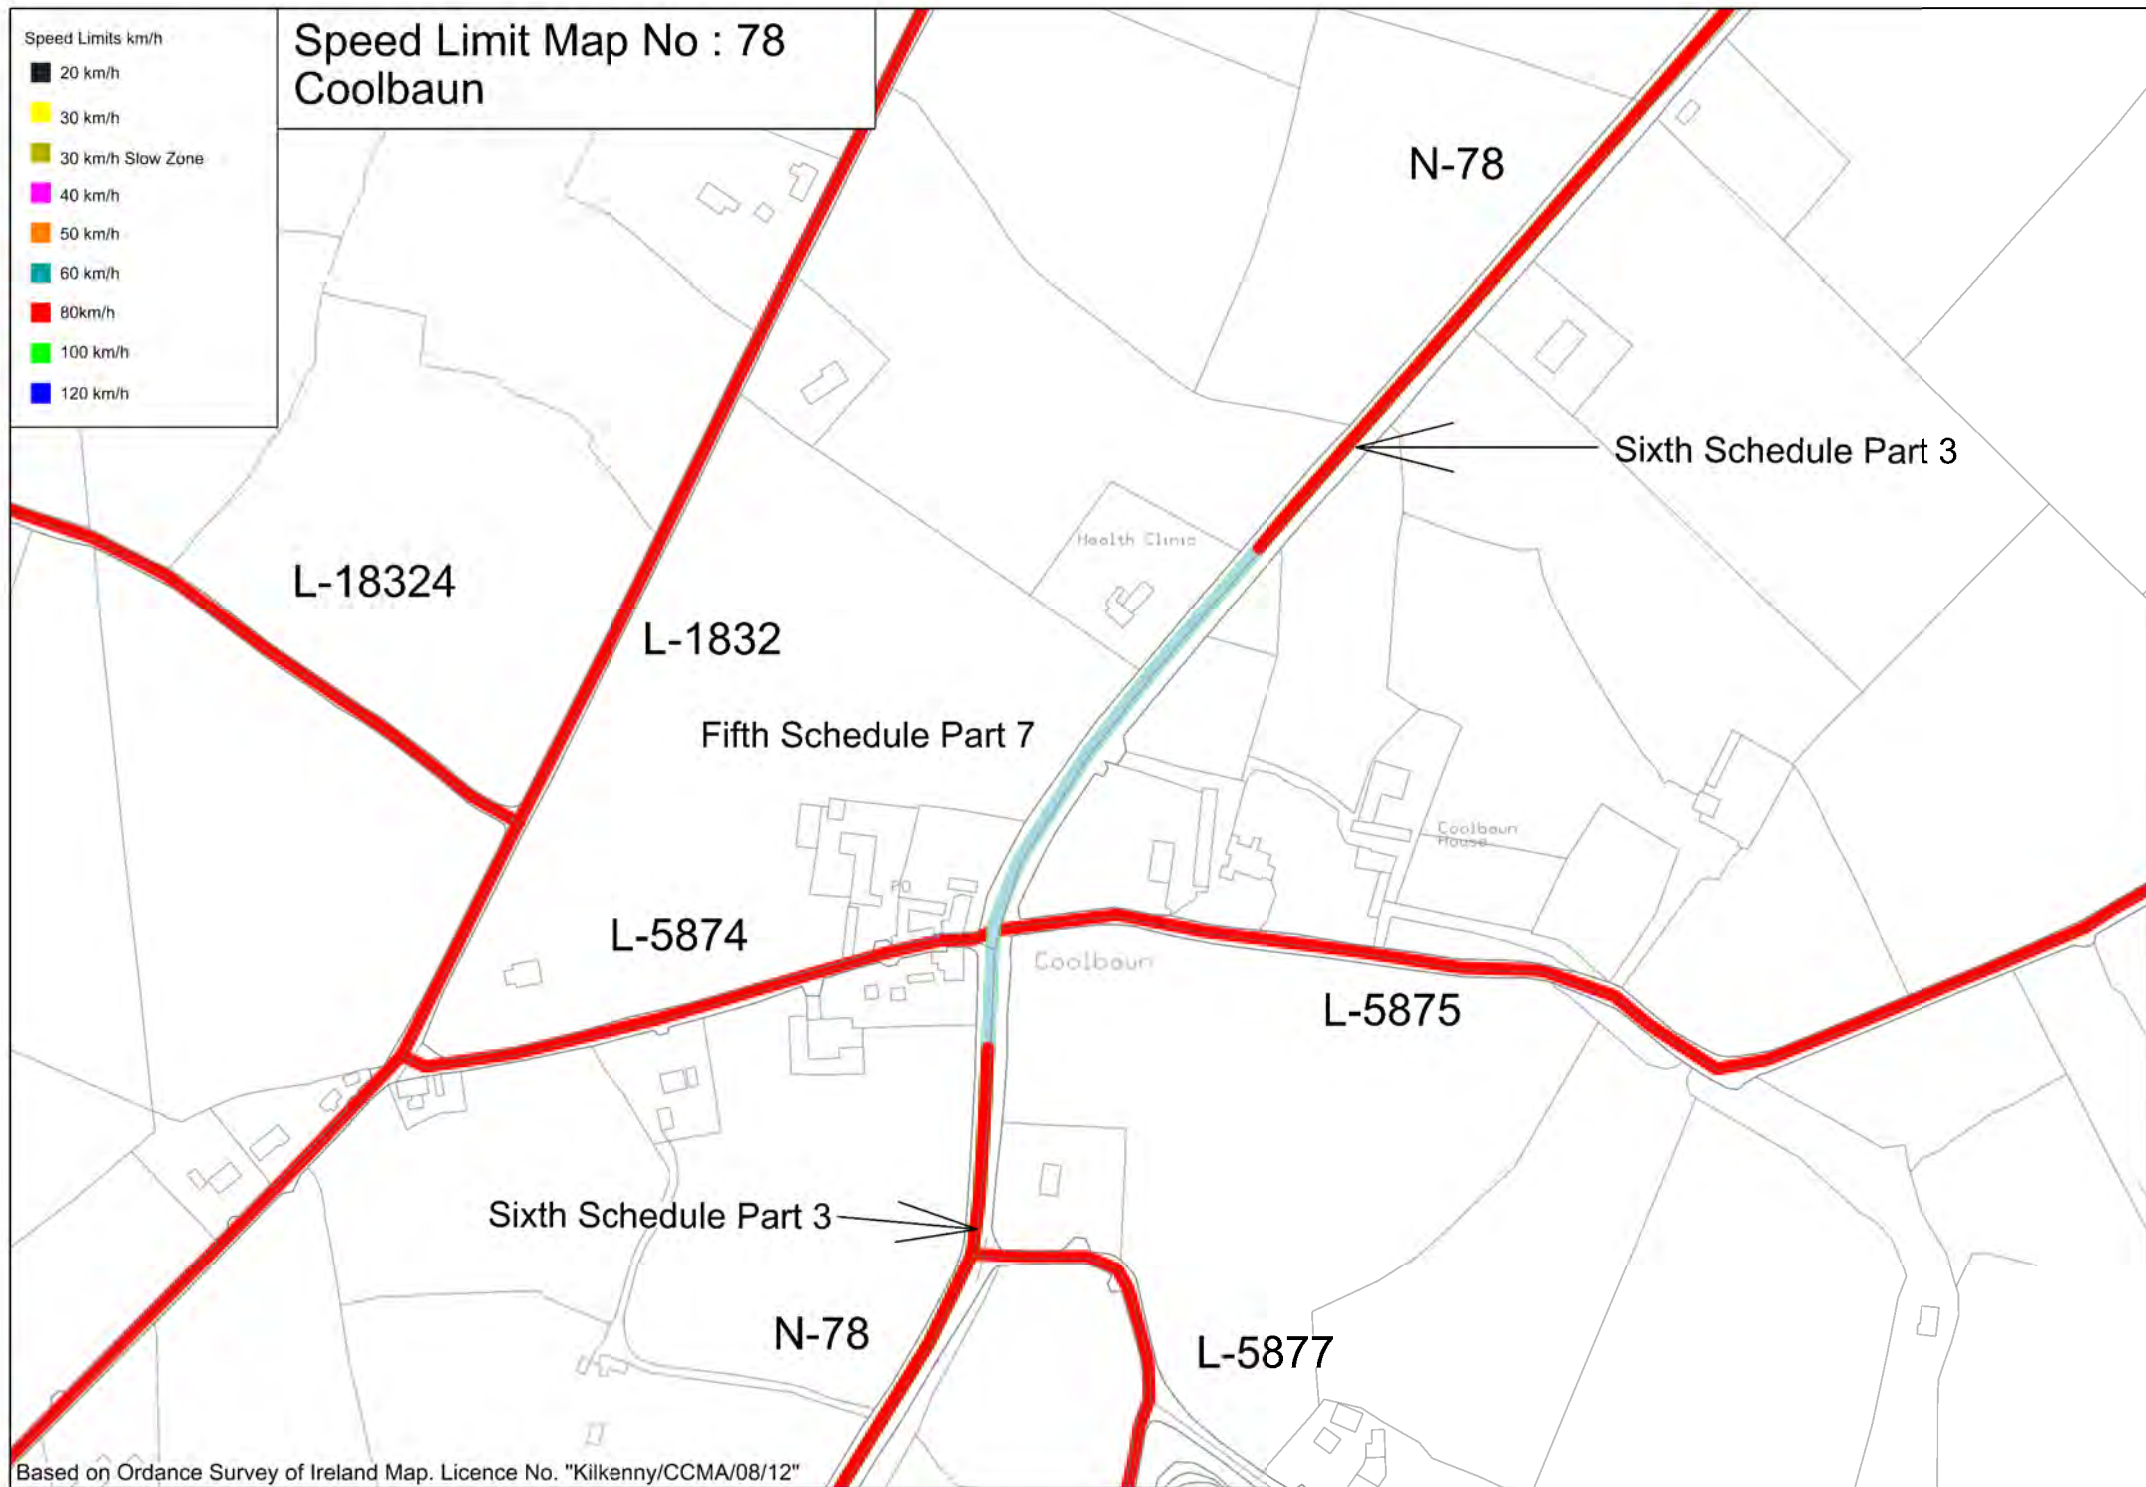 Speed Limits km/h
20 km/h
30 km/h
30 km/h Slow Zone
40 km/h
50 km/h
60 km/h
80km/h
100 km/h
120 km/h
Speed Limit Map No : 78
Coolbaun
N-78
Sixth Schedule Part 3
Health Clinic
L-18324
L-1832
Fifth Schedule Part 7
Coolbaun
House
PO
L-5874
Coolbaun
L-5875
Sixth Schedule Part 3
N-78
L-5877
Based on Ordance Survey of Ireland Map. Licence No. "Kilkenny/CCMA/08/12"